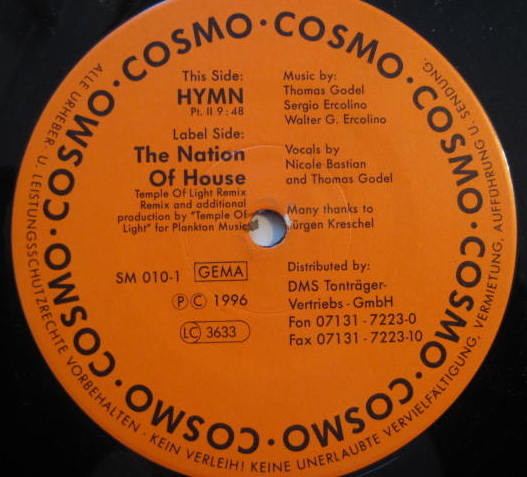 COSMO · COSMO · COSMO · COSMO · COSMO · COSMO · COSMO · COSMO ·
ALLE URHEBER- U. LEISTUNGSSCHUTZRECHTE VORBEHALTEN - KEIN VERLEIH! KEINE UNERLAUBTE VERVIELFÄLTIGUNG, VERMIETUNG, AUFFÜHRUNG U. SENDUNG.
This Side:
HYMN
Pt. II 9:48
Label Side:
The Nation
Of House
Temple Of Light Remix
Remix and additional
production by "Temple Of
Light" for Plankton Music
SM 010-1 GEMA
P C 1996
LC 3633
Music by:
Thomas Godel
Sergio Ercolino
Walter G. Ercolino
Vocals by
Nicole Bastian
and Thomas Godel
Many thanks to
Jürgen Kreschel
Distributed by:
DMS Tonträger-
Vertriebs-GmbH
Fon 07131-7223-0
Fax 07131-7223-10